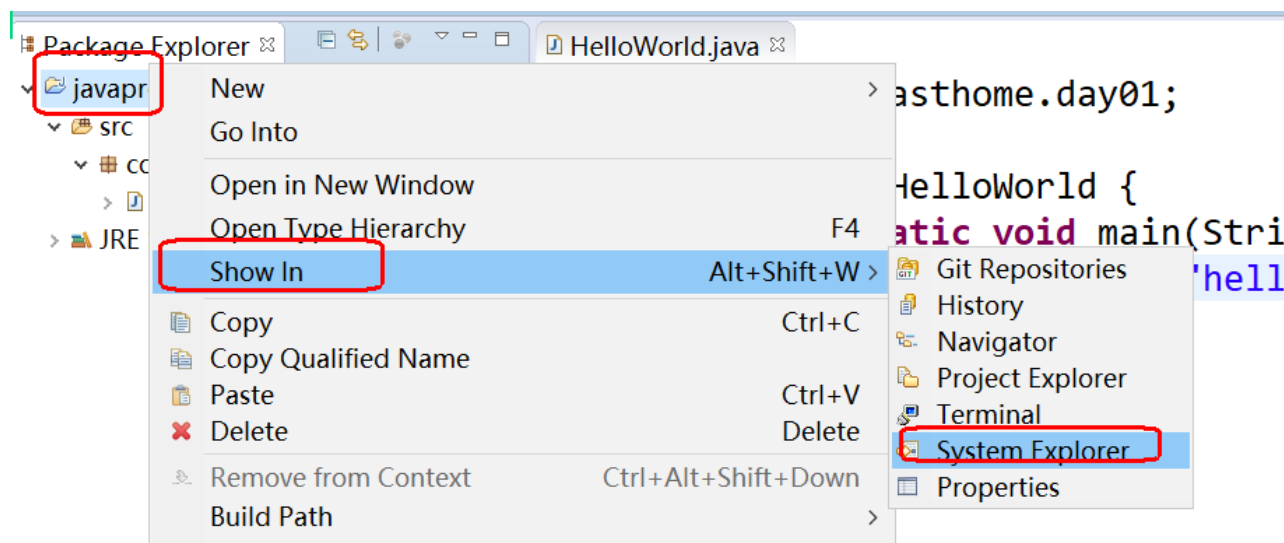 Package Explorer
HelloWorld.java
javapr
src
JRE
New
Go Into
Open in New Window
Open Type Hierarchy F4
Show In Alt+Shift+W
Copy Ctrl+C
Copy Qualified Name
Paste Ctrl+V
Delete Delete
Remove from Context Ctrl+Alt+Shift+Down
Build Path
Git Repositories
GIT
History
Navigator
Project Explorer
Terminal
System Explorer
Properties
asthome.day01;
HelloWorld {
atic void main(Stri
"hell